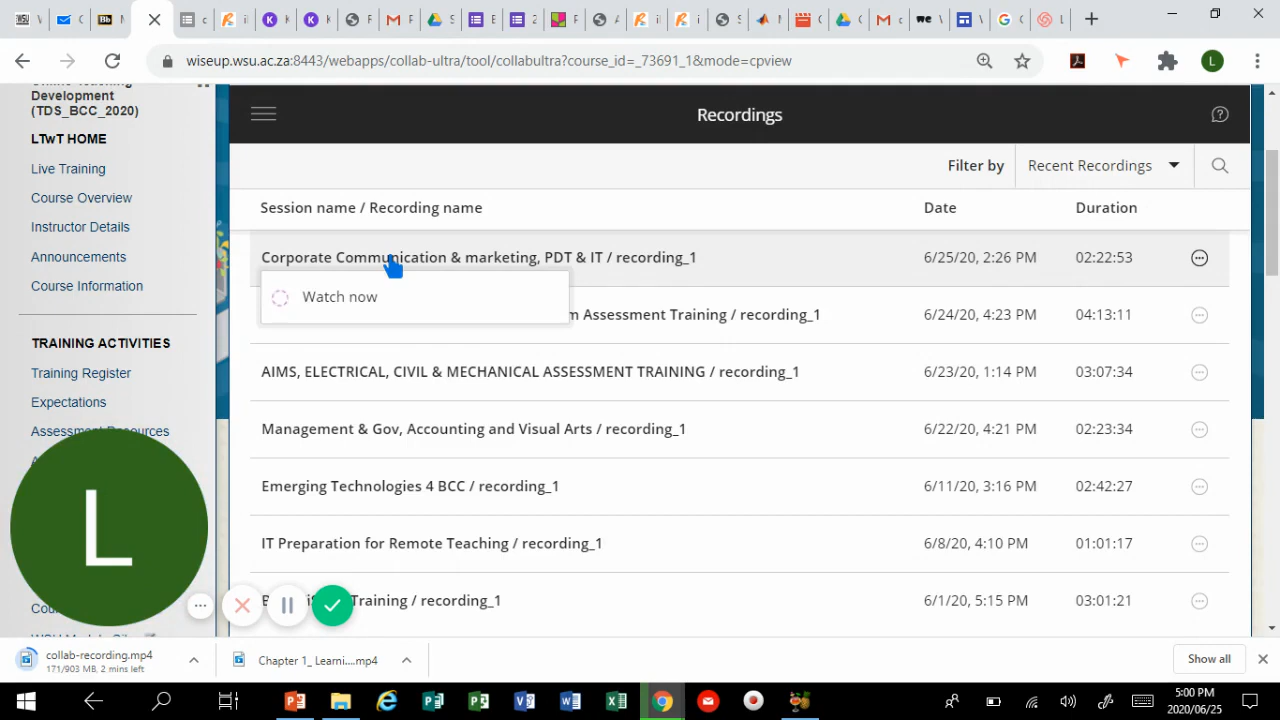 wiseup.wsu.ac.za:8443/webapps/collab-ultra/tool/collabultra?course_id=_73691_1&mode=cpview
L
Development
(TDS_BCC_2020)
LTwT HOME
Live Training
Course Overview
Instructor Details
Announcements
Course Information
TRAINING ACTIVITIES
Training Register
Expectations
Assessment Resources
L
Recordings
Filter by
Recent Recordings
Session name / Recording name
Date
Duration
Corporate Communication & marketing, PDT & IT / recording_1
6/25/20, 2:26 PM
02:22:53
Watch now
Assessment Training / recording_1
6/24/20, 4:23 PM
04:13:11
AIMS, ELECTRICAL, CIVIL & MECHANICAL ASSESSMENT TRAINING / recording_1
6/23/20, 1:14 PM
03:07:34
Management & Gov, Accounting and Visual Arts / recording_1
6/22/20, 4:21 PM
02:23:34
Emerging Technologies 4 BCC / recording_1
6/11/20, 3:16 PM
02:42:27
IT Preparation for Remote Teaching / recording_1
6/8/20, 4:10 PM
01:01:17
Training / recording_1
6/1/20, 5:15 PM
03:01:21
collab-recording.mp4
171/903 MB, 2 mins left
Chapter 1_ Learni....mp4
Show all
5:00 PM
2020/06/25